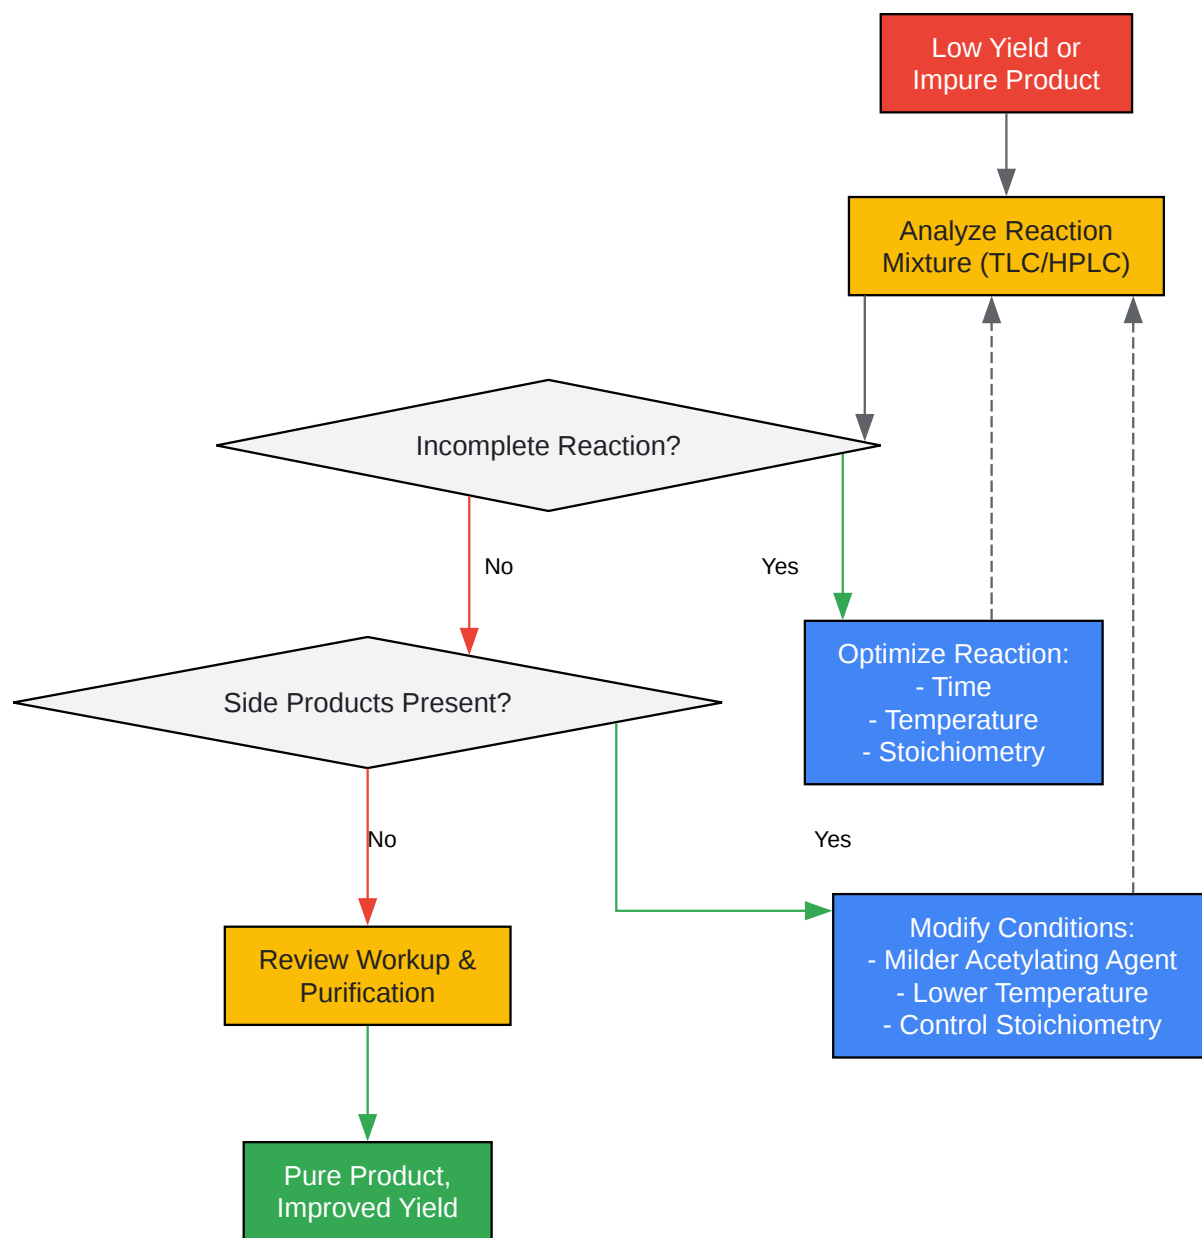 Low Yield or
Impure Product
Analyze Reaction
Mixture (TLC/HPLC)
Incomplete Reaction?
No
Yes
Optimize Reaction:
- Time
- Temperature
- Stoichiometry
Side Products Present?
No
Yes
Modify Conditions:
- Milder Acetylating Agent
- Lower Temperature
- Control Stoichiometry
Review Workup &
Purification
Pure Product,
Improved Yield